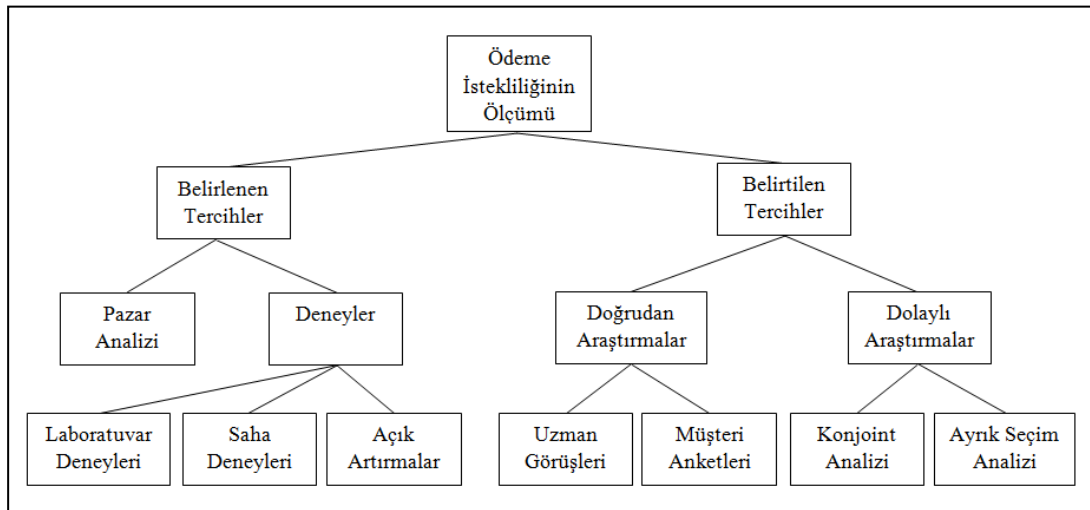 Ödeme
İstekliliğinin
Ölçümü
Belirlenen
Tercihler
Belirtilen
Tercihler
Pazar
Analizi
Deneyler
Doğrudan
Araştırmalar
Dolaylı
Araştırmalar
Laboratuvar
Deneyleri
Saha
Deneyleri
Açık
Artırmalar
Uzman
Görüşleri
Müşteri
Anketleri
Konjoint
Analizi
Ayrık Seçim
Analizi